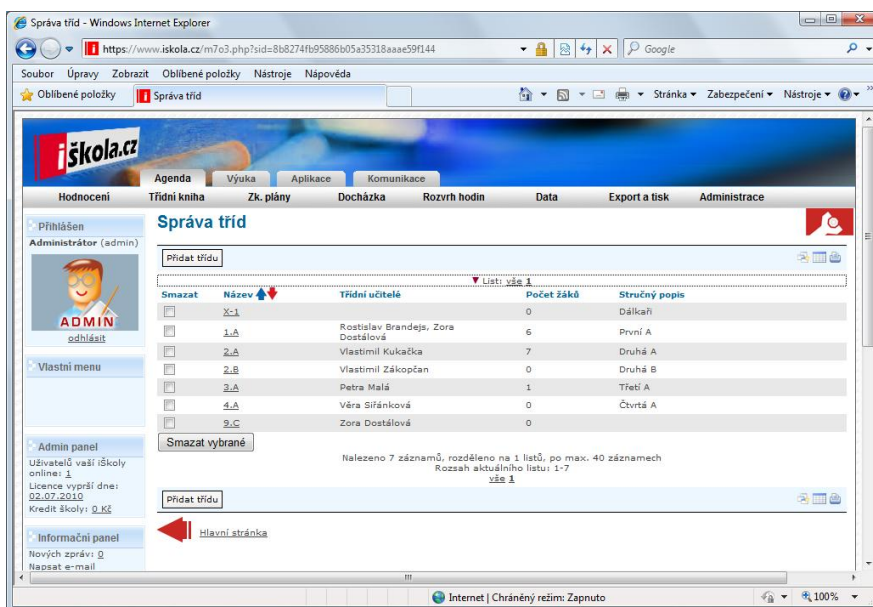 Správa tříd - Windows Internet Explorer
https://www.iskola.cz/m7o3.php?sid=8b8274fb95886b05a35318aaae59f144
Google
Soubor Úpravy Zobrazit Oblíbené položky Nástroje Nápověda
Oblíbené položky Správa tříd Stránka Zabezpečení Nástroje
iškola.cz
Agenda Výuka Aplikace Komunikace
Hodnocení Třídní kniha Zk. plány Docházka Rozvrh hodin Data Export a tisk Administrace
Přihlášen
Administrátor (admin)
ADMIN
odhlásit
Vlastní menu
Admin panel
Uživatelů vaší iŠkoly
online: 1
Licence vyprší dne:
02.07.2010
Kredit školy: 0 Kč
Informační panel
Nových zpráv: 0
Napsat e-mail
Správa tříd
Přidat třídu
List: vše 1
Smazat Název Třídní učitelé Počet žáků Stručný popis
X-1 0 Dálkaři
1.A Rostislav Brandejs, Zora Dostálová 6 První A
2.A Vlastimil Kukačka 7 Druhá A
2.B Vlastimil Zákopčan 0 Druhá B
3.A Petra Malá 1 Třetí A
4.A Věra Siřánková 0 Čtvrtá A
9.C Zora Dostálová 0
Smazat vybrané
Nalezeno 7 záznamů, rozděleno na 1 listů, po max. 40 záznamech
Rozsah aktuálního listu: 1-7
vše 1
Přidat třídu
Hlavní stránka
Internet | Chráněný režim: Zapnuto 100%